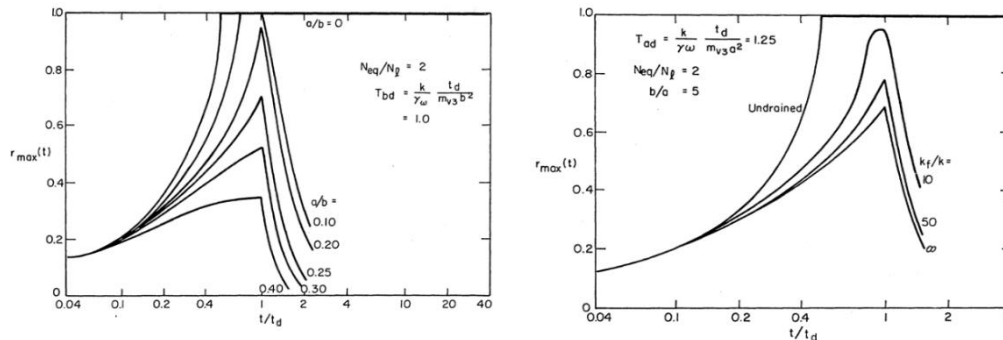 1.0
0.8
0.6
r max(t)
0.4
0.2
0
a/b = 0
Neq/Nℓ = 2
Tbd = k/γω td/mv3 b²
= 1.0
a/b =
0.10
0.20
0.25
0.30
0.40
0.04 0.1 0.2 0.4 1 2 4 10 20 40
t/td
1.0
0.8
0.6
r max(t)
0.4
0.2
0
Tad = k/γω td/mv3 a² = 1.25
Neq/Nℓ = 2
b/a = 5
Undrained
kf/k =
10
50
∞
0.04 0.1 0.2 0.4 1 2
t/td